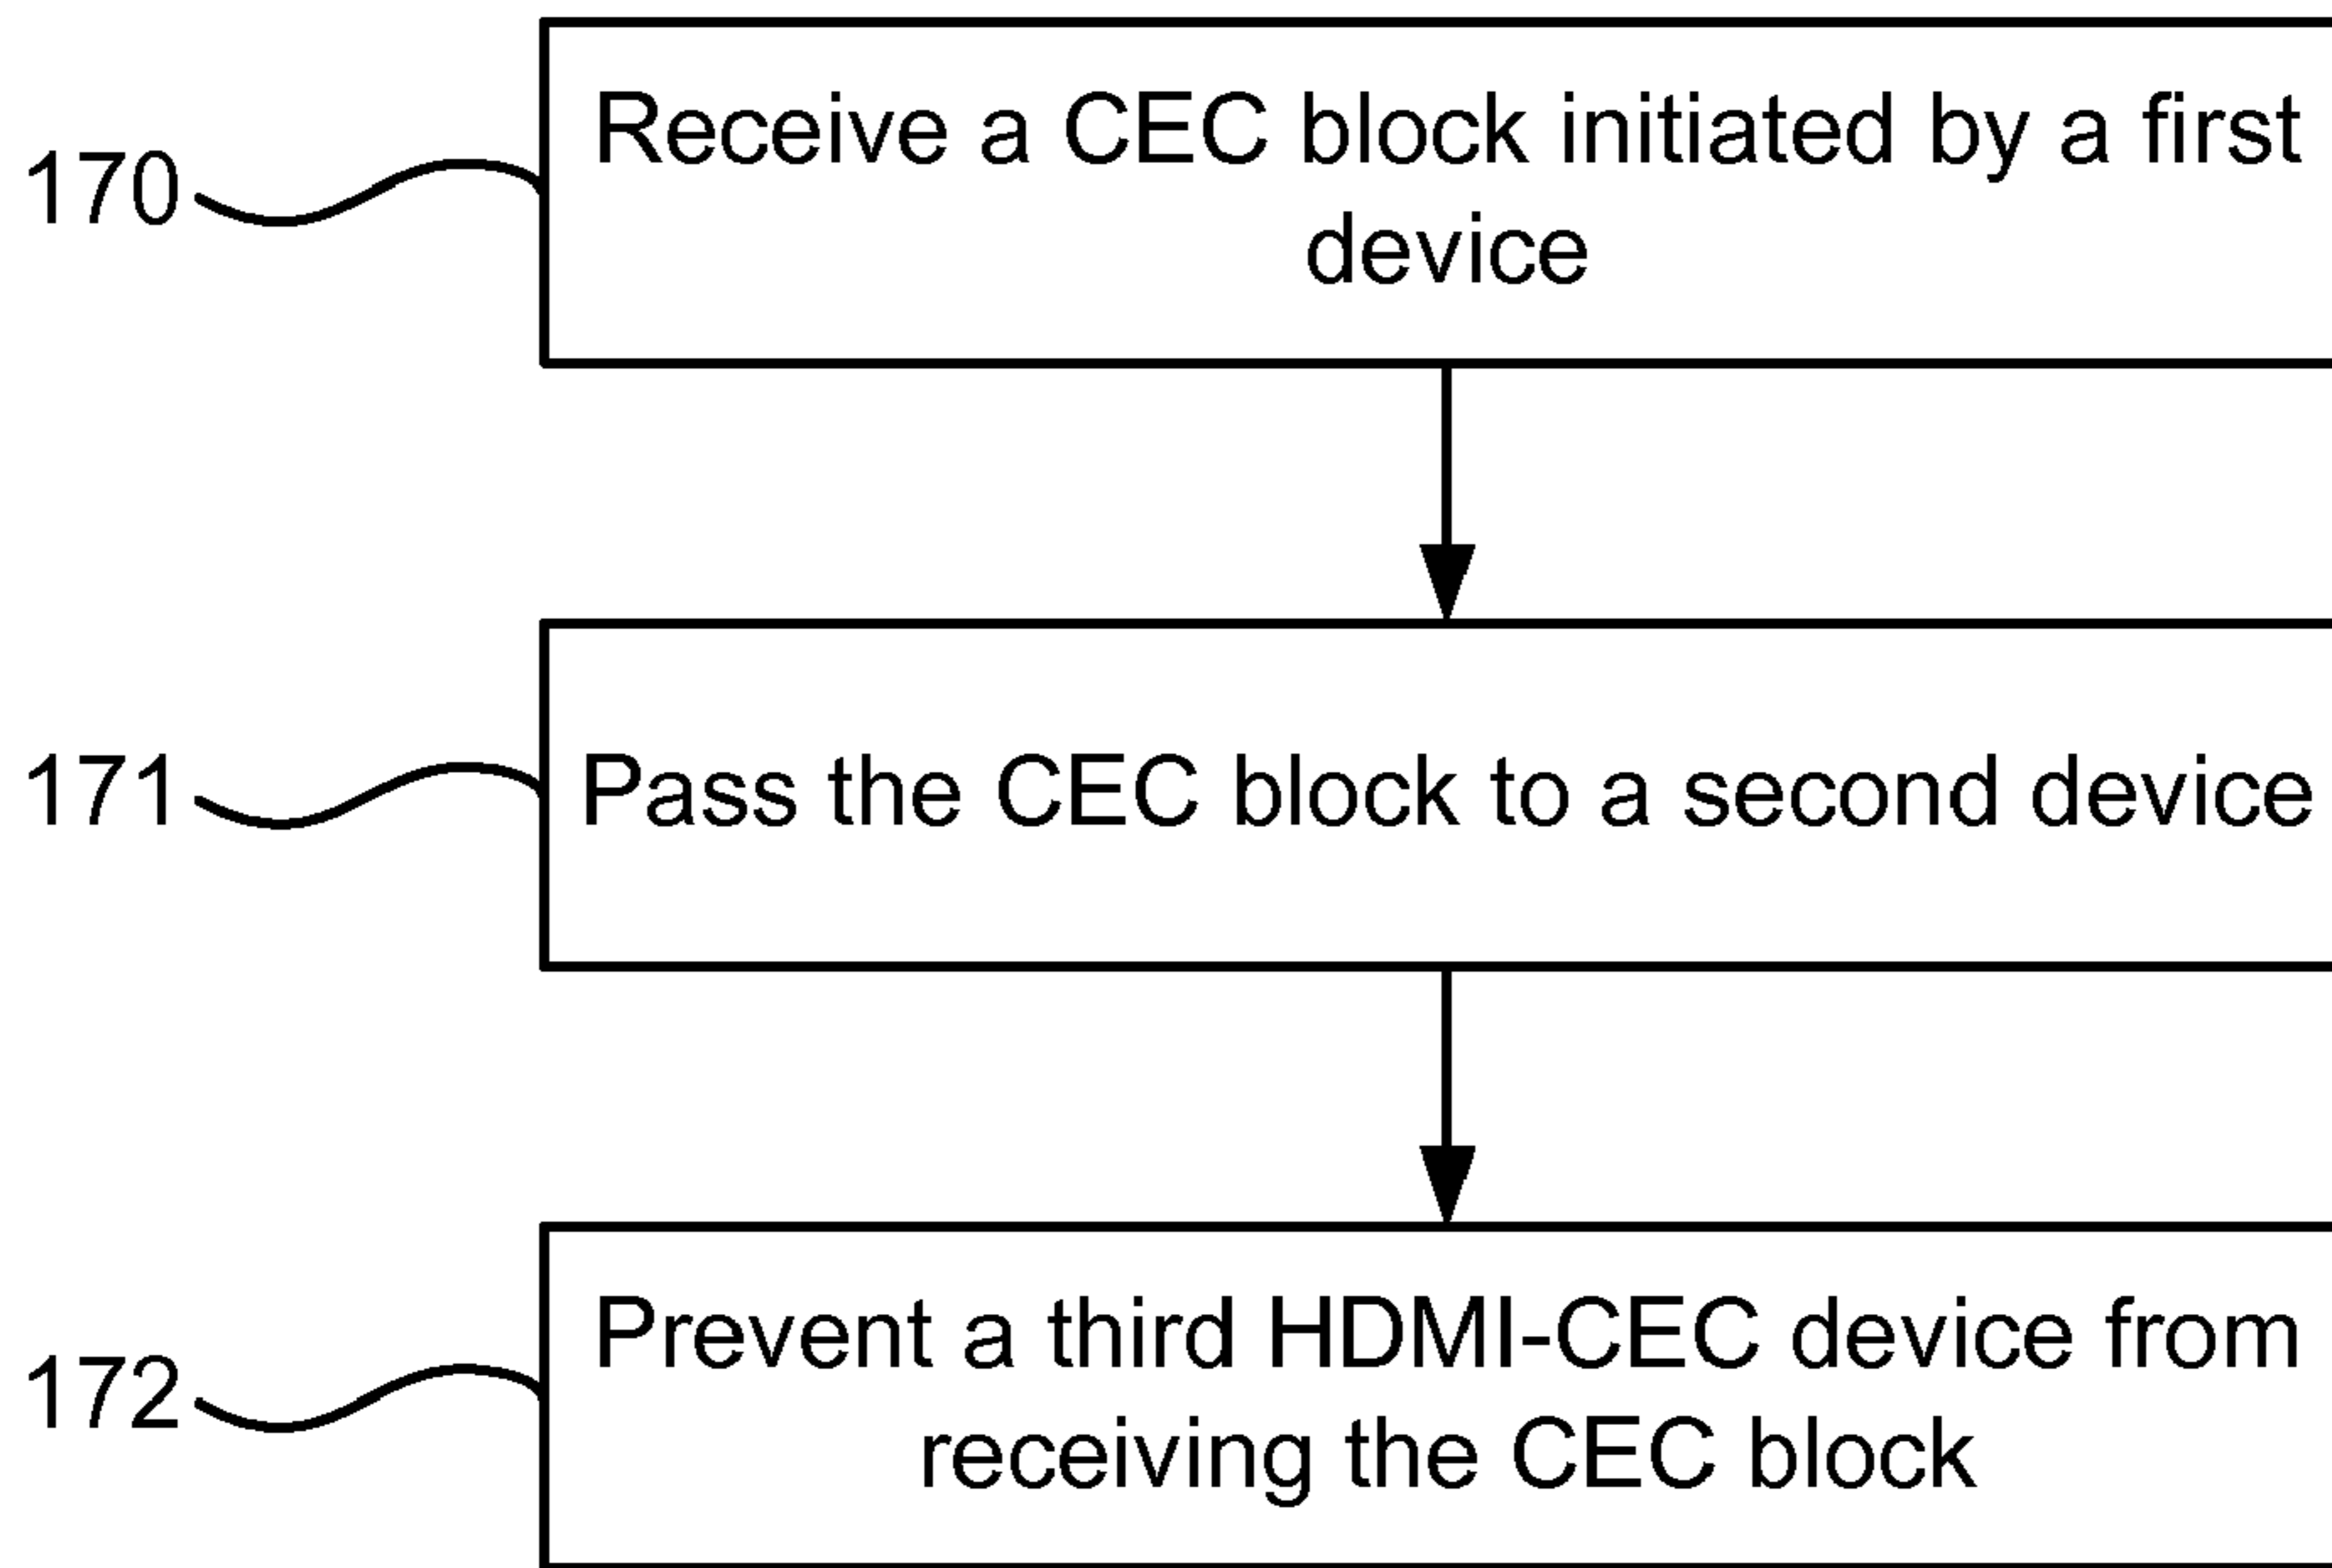 170
Receive a CEC block initiated by a first
device
171
Pass the CEC block to a second device
172
Prevent a third HDMI-CEC device from
receiving the CEC block